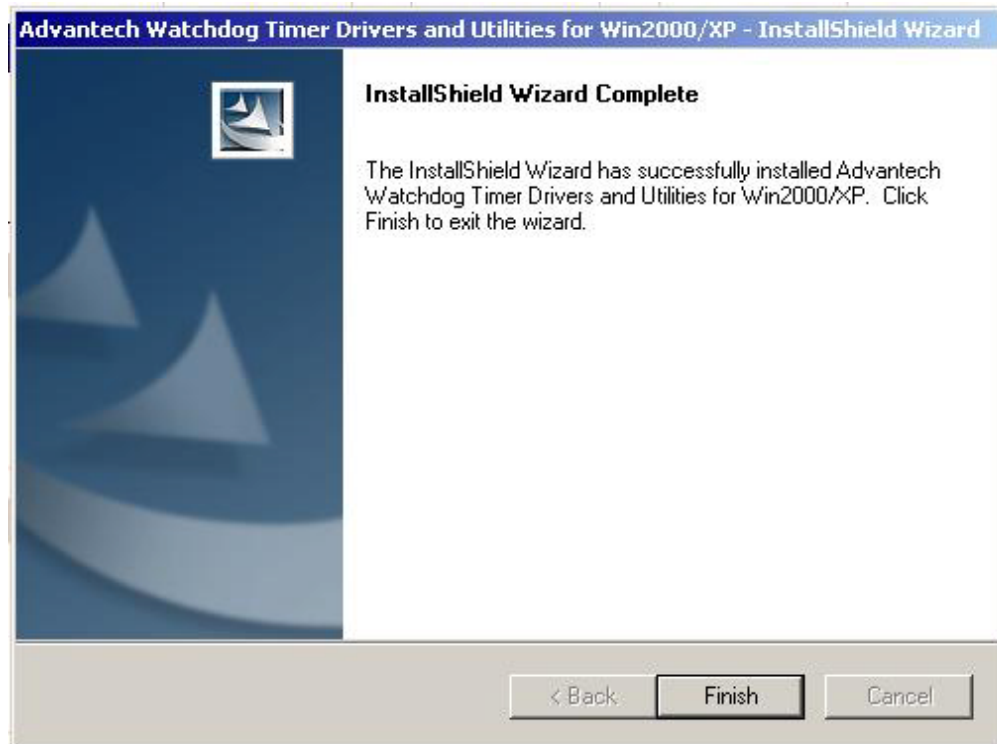 Advantech Watchdog Timer Drivers and Utilities for Win2000/XP - InstallShield Wizard
InstallShield Wizard Complete
The InstallShield Wizard has successfully installed Advantech
Watchdog Timer Drivers and Utilities for Win2000/XP. Click
Finish to exit the wizard.
< Back Finish Cancel